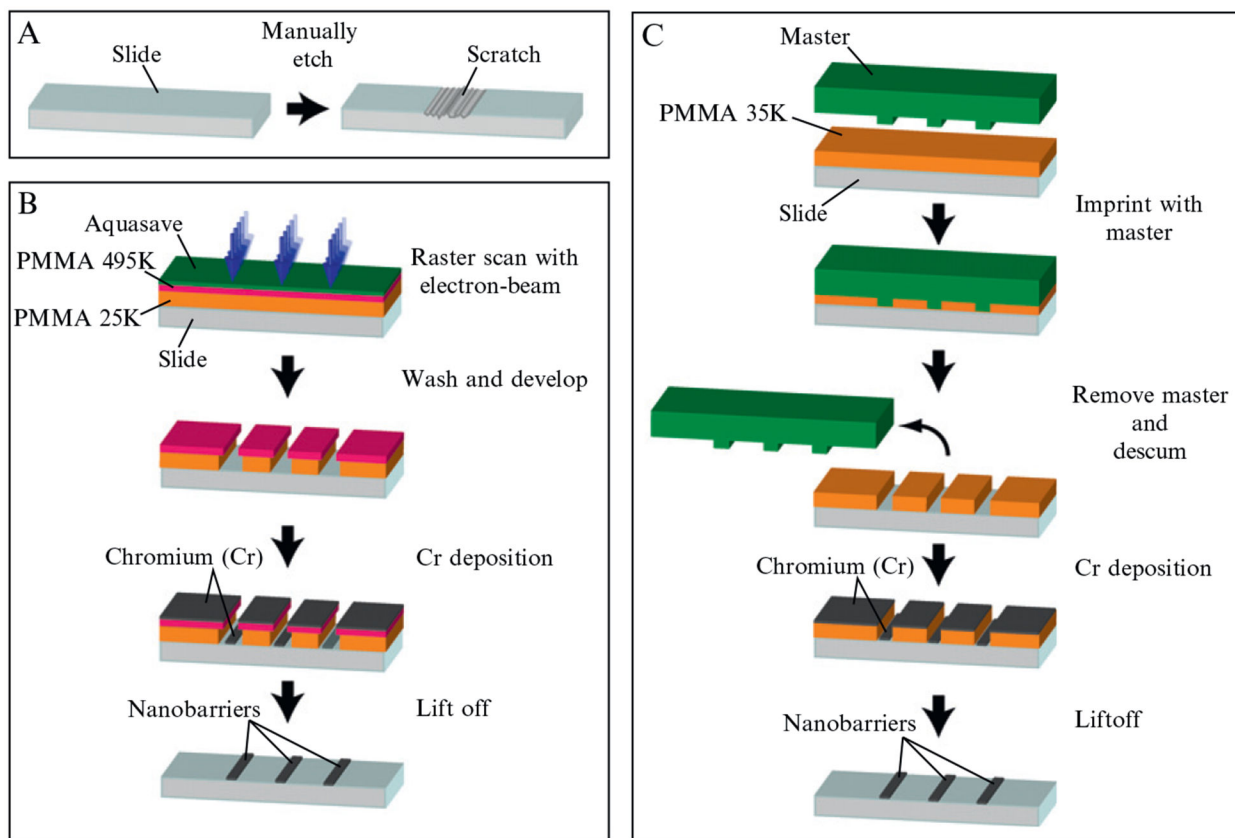 A
Slide
Manually
etch
Scratch
B
Aquasave
PMMA 495K
PMMA 25K
Slide
Raster scan with
electron-beam
Wash and develop
Chromium (Cr)
Cr deposition
Nanobarriers
Lift off
C
Master
PMMA 35K
Slide
Imprint with
master
Remove master
and
descum
Chromium (Cr)
Cr deposition
Nanobarriers
Liftoff